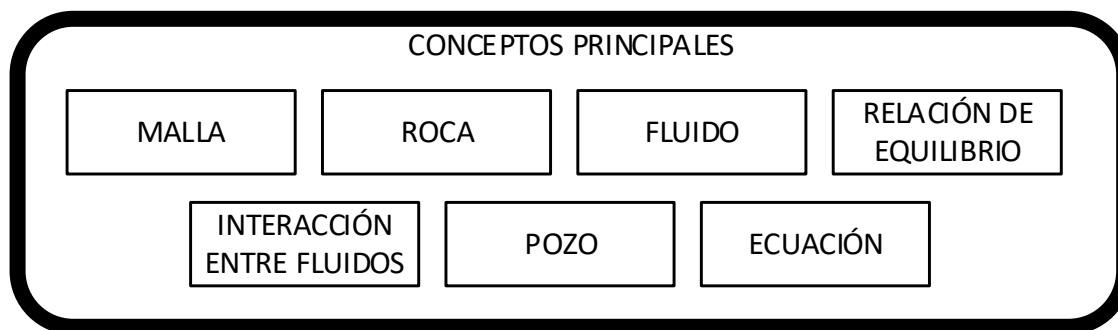 CONCEPTOS PRINCIPALES
MALLA
ROCA
FLUIDO
RELACIÓN DE
EQUILIBRIO
INTERACCIÓN
ENTRE FLUIDOS
POZO
ECUACIÓN